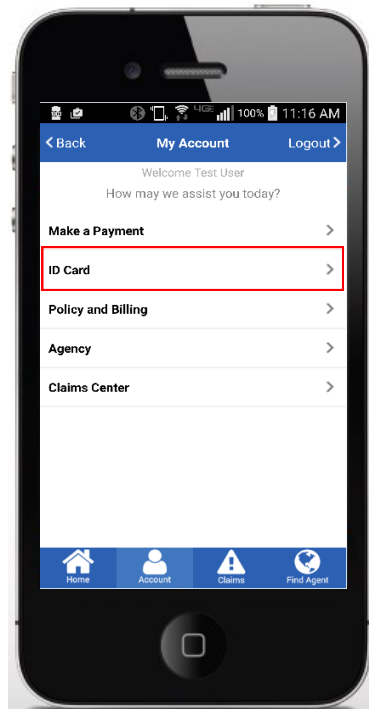 4GE 100% 11:16 AM
Back My Account Logout
Welcome Test User
How may we assist you today?
Make a Payment
ID Card
Policy and Billing
Agency
Claims Center
Home Account Claims Find Agent